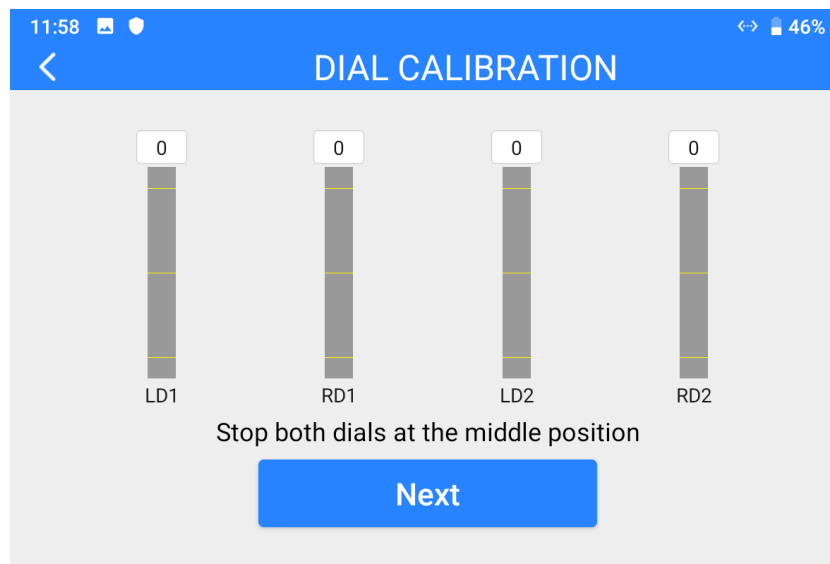 11:58 46%
DIAL CALIBRATION
0 0 0 0
LD1 RD1 LD2 RD2
Stop both dials at the middle position
Next